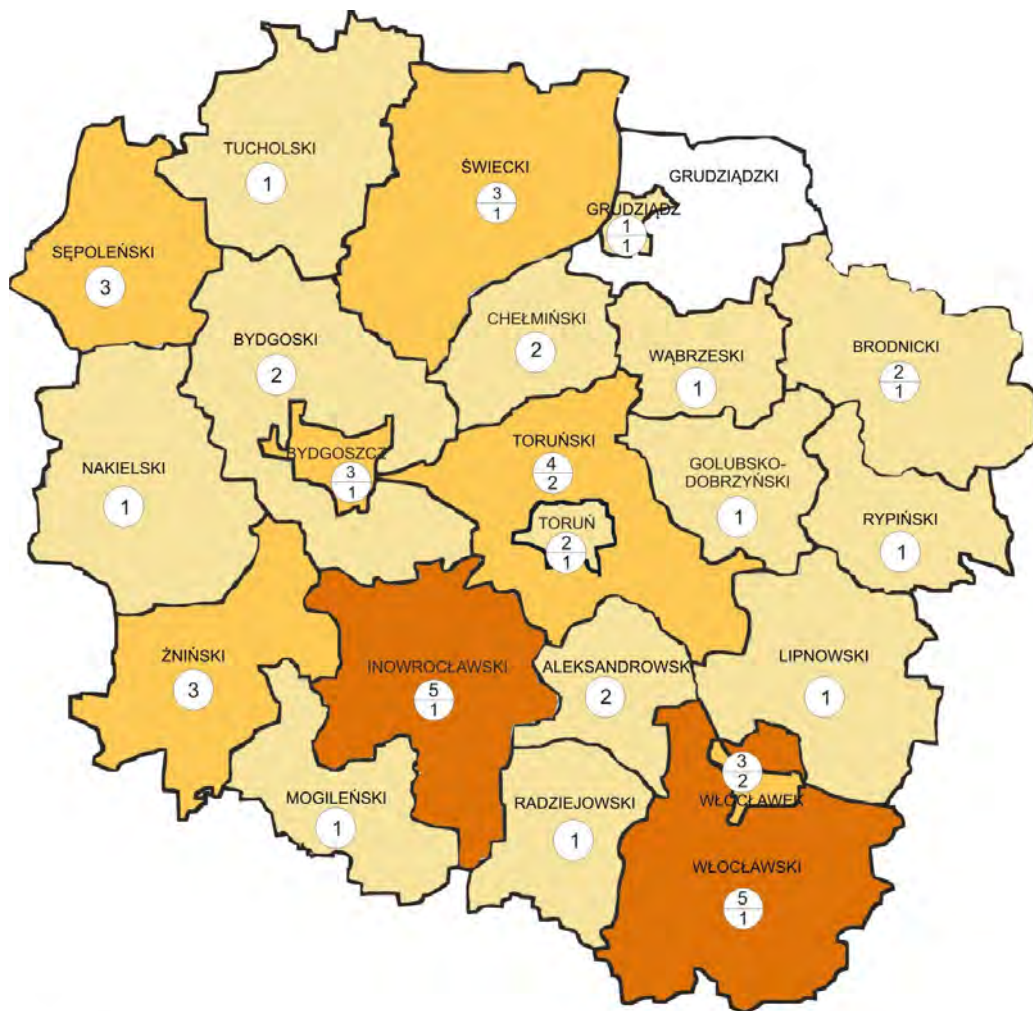 TUCHOLSKI
1
ŚWIECKI
3
1
GRUDZIĄDZKI
GRUDZIĄDZ
1
1
SĘPOLEŃSKI
3
BYDGOSKI
2
CHEŁMIŃSKI
2
WĄBRZESKI
1
BRODNICKI
2
1
NAKIELSKI
1
BYDGOSZCZ
3
1
TORUŃSKI
4
2
GOLUBSKO-
DOBRZYŃSKI
1
RYPIŃSKI
1
TORUŃ
2
1
ŻNIŃSKI
3
INOWROCŁAWSKI
5
1
ALEKSANDROWSK
2
LIPNOWSKI
1
3
2
WŁOCŁAWEK
MOGILEŃSKI
1
RADZIEJOWSKI
1
WŁOCŁAWSKI
5
1